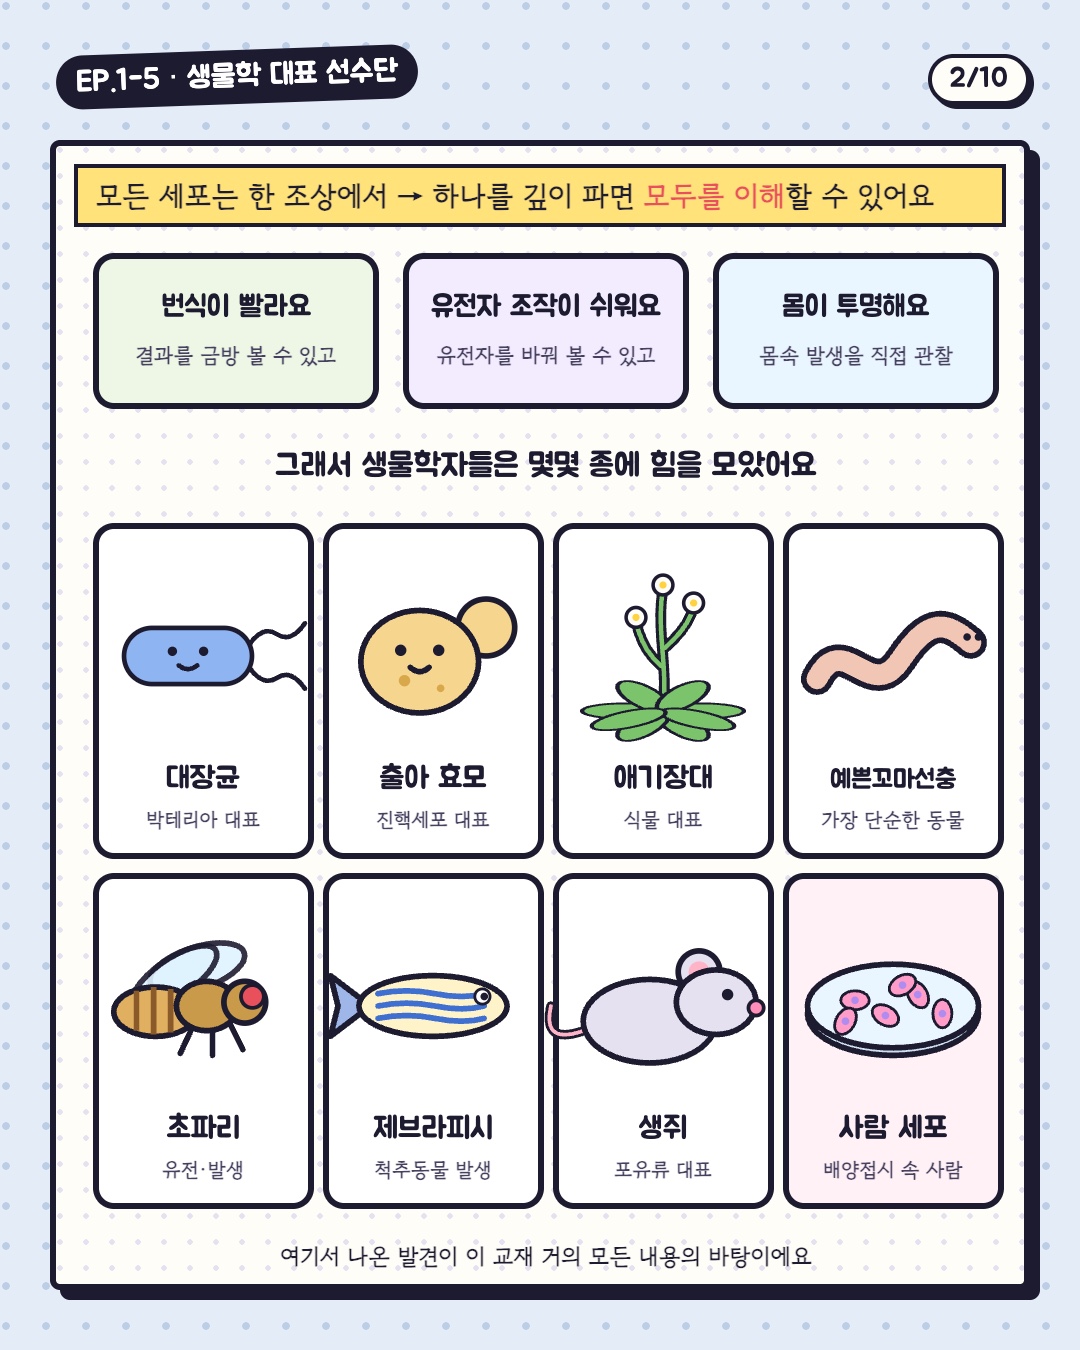 EP.1-5 · 생물학 대표 선수단
2/10
모든 세포는 한 조상에서 → 하나를 깊이 파면 모두를 이해할 수 있어요
번식이 빨라요
결과를 금방 볼 수 있고
유전자 조작이 쉬워요
유전자를 바꿔 볼 수 있고
몸이 투명해요
몸속 발생을 직접 관찰
그래서 생물학자들은 몇몇 종에 힘을 모았어요
대장균
박테리아 대표
출아 효모
진핵세포 대표
애기장대
식물 대표
예쁜꼬마선충
가장 단순한 동물
초파리
유전·발생
제브라피시
척추동물 발생
생쥐
포유류 대표
사람 세포
배양접시 속 사람
여기서 나온 발견이 이 교재 거의 모든 내용의 바탕이에요